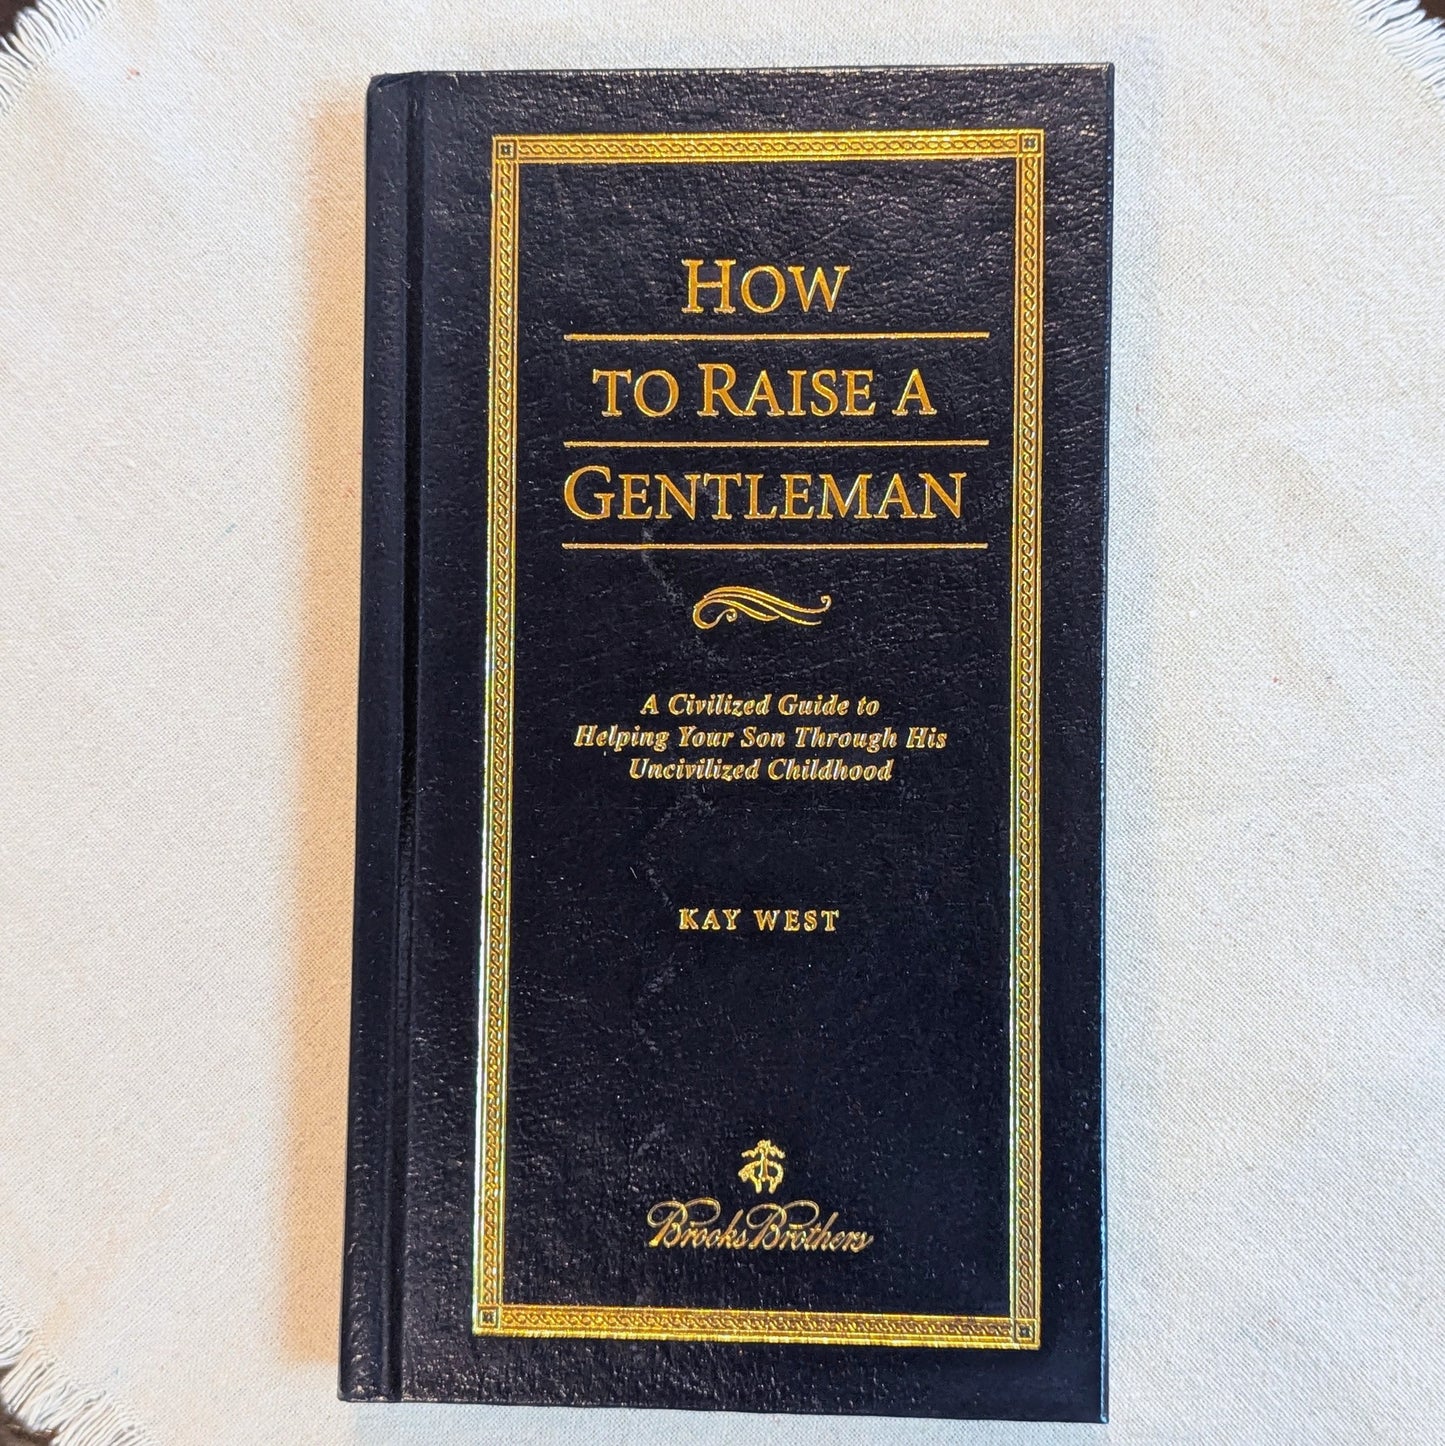 HOW
TO RAISE A
GENTLEMAN
A Civilized Guide to
Helping Your Son Through His
Uncivilized Childhood
KAY WEST
Brooks Brothers